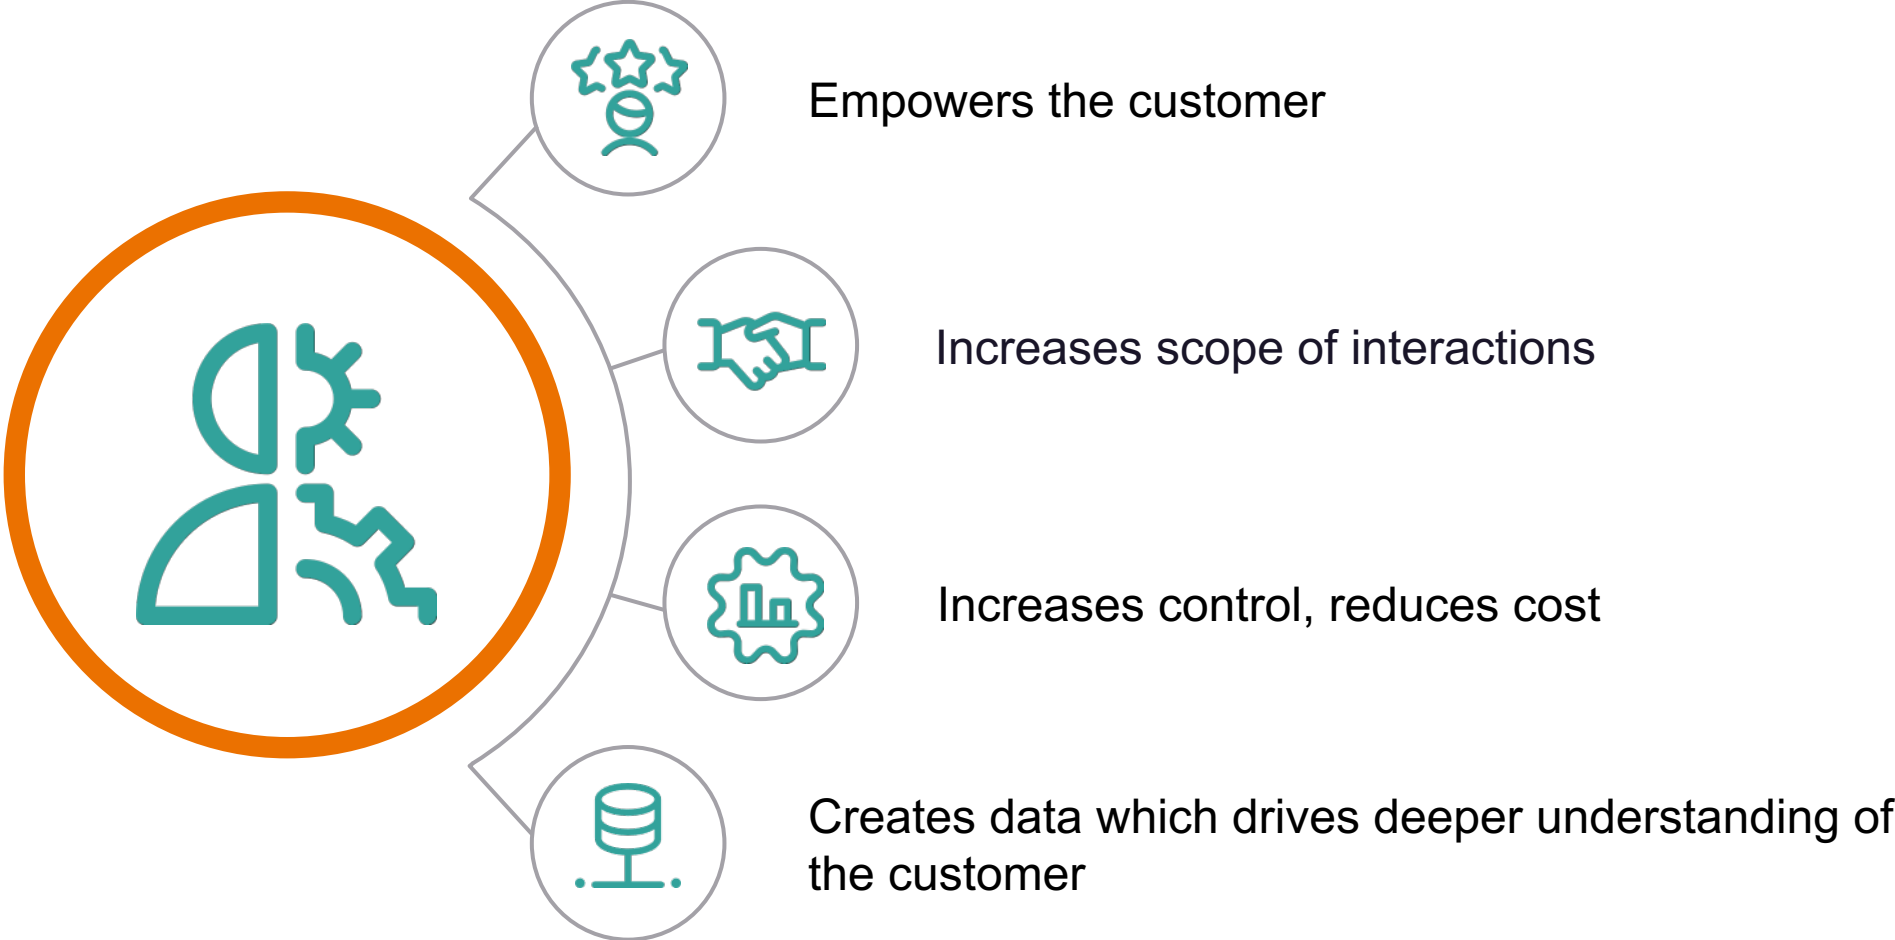 Empowers the customer
Increases scope of interactions
Increases control, reduces cost
Creates data which drives deeper understanding of
the customer